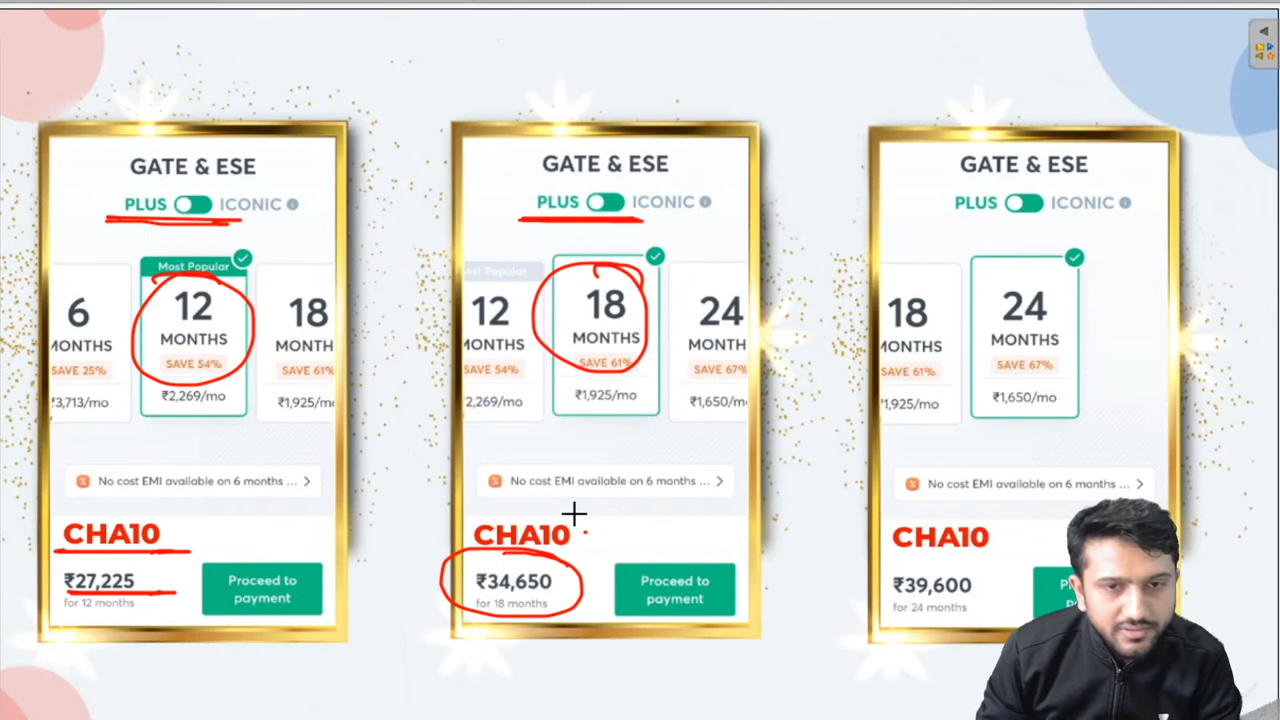 GATE & ESE
PLUS ICONIC
Most Popular
6 12 18
MONTHS MONTHS MONTH
SAVE 25% SAVE 54% SAVE 61%
₹3,713/mo ₹2,269/mo ₹1,925/m
No cost EMI available on 6 months ...
CHA10
₹27,225
for 12 months
Proceed to
payment
GATE & ESE
PLUS ICONIC
st Popular
12 18 24
MONTHS MONTHS MONTH
SAVE 54% SAVE 61% SAVE 67%
2,269/mo ₹1,925/mo ₹1,650/m
No cost EMI available on 6 months ...
CHA10
₹34,650
for 18 months
Proceed to
payment
GATE & ESE
PLUS ICONIC
18 24
MONTHS MONTHS
SAVE 61% SAVE 67%
1,925/mo ₹1,650/mo
No cost EMI available on 6 months ...
CHA10
₹39,600
for 24 months